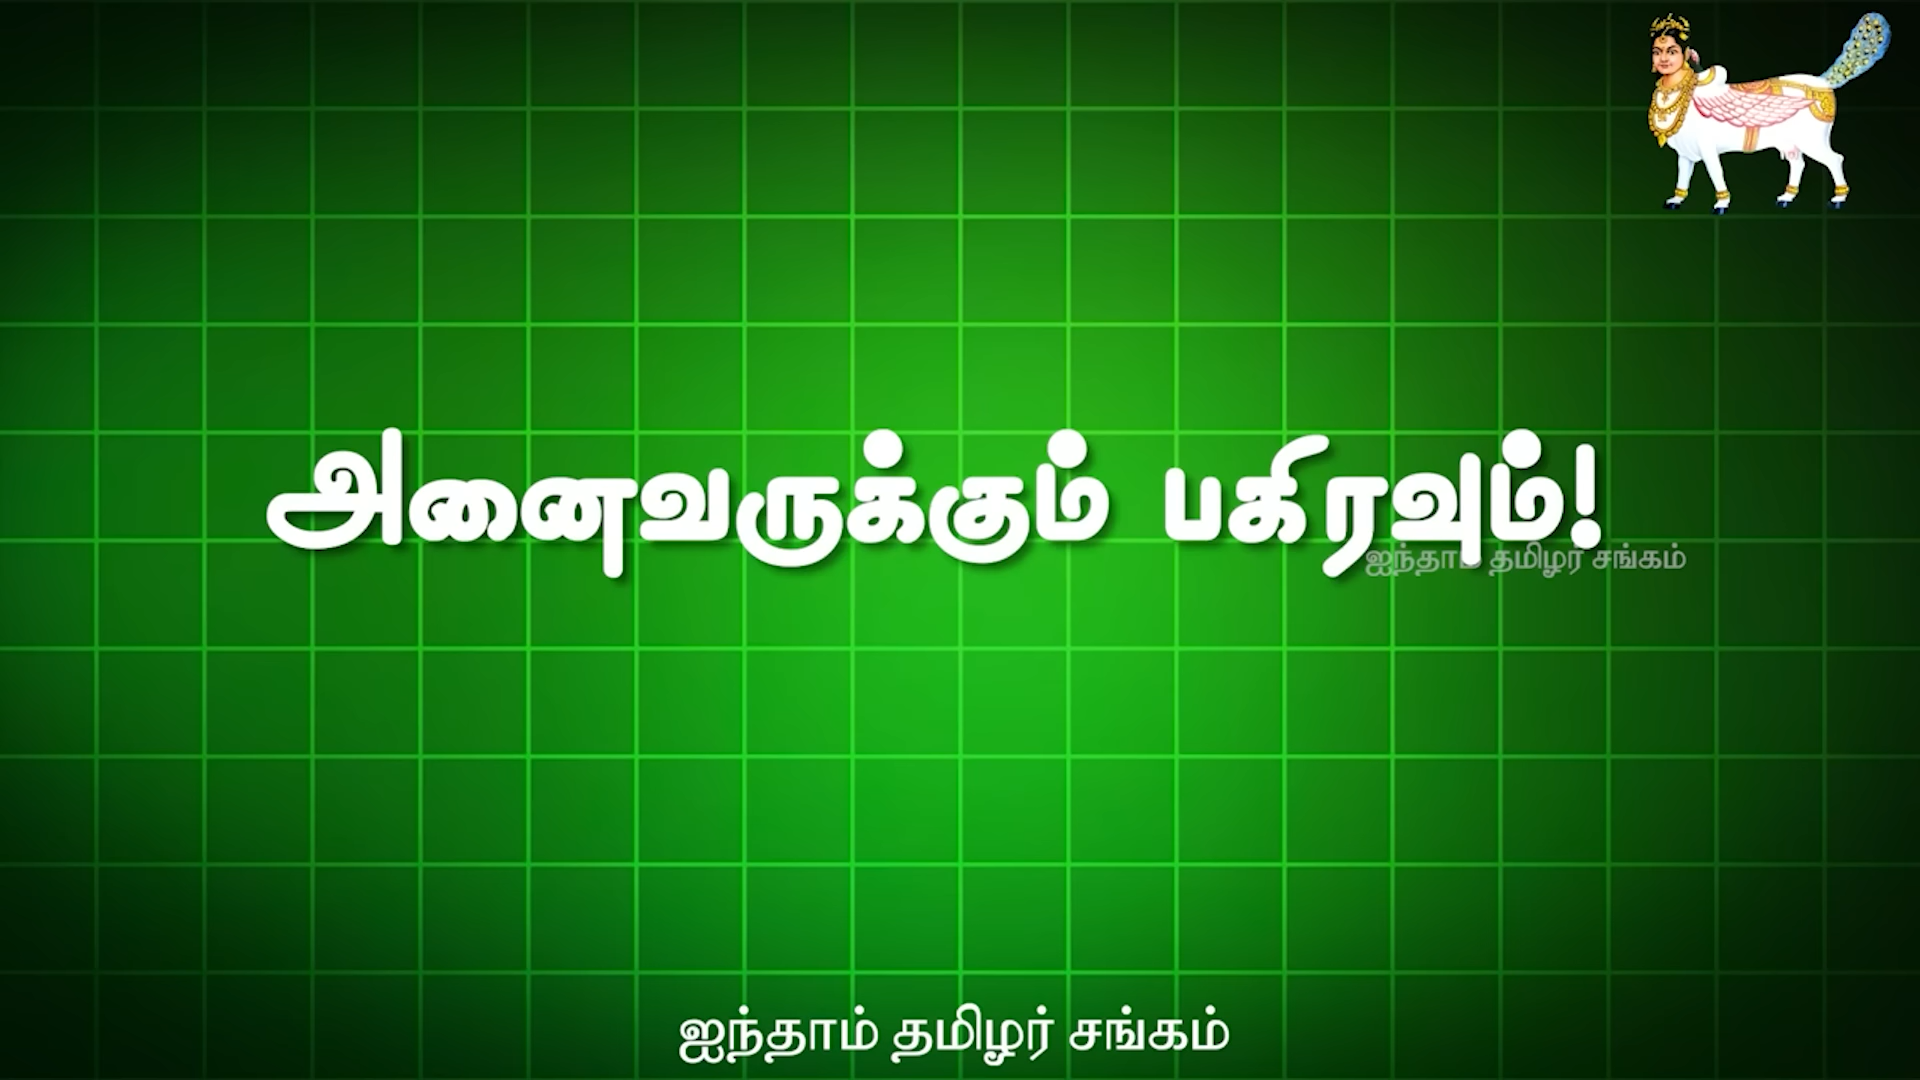 அனைவருக்கும் பகிரவும்!
ஐந்தாம் தமிழர் சங்கம்
ஐந்தாம் தமிழர் சங்கம்